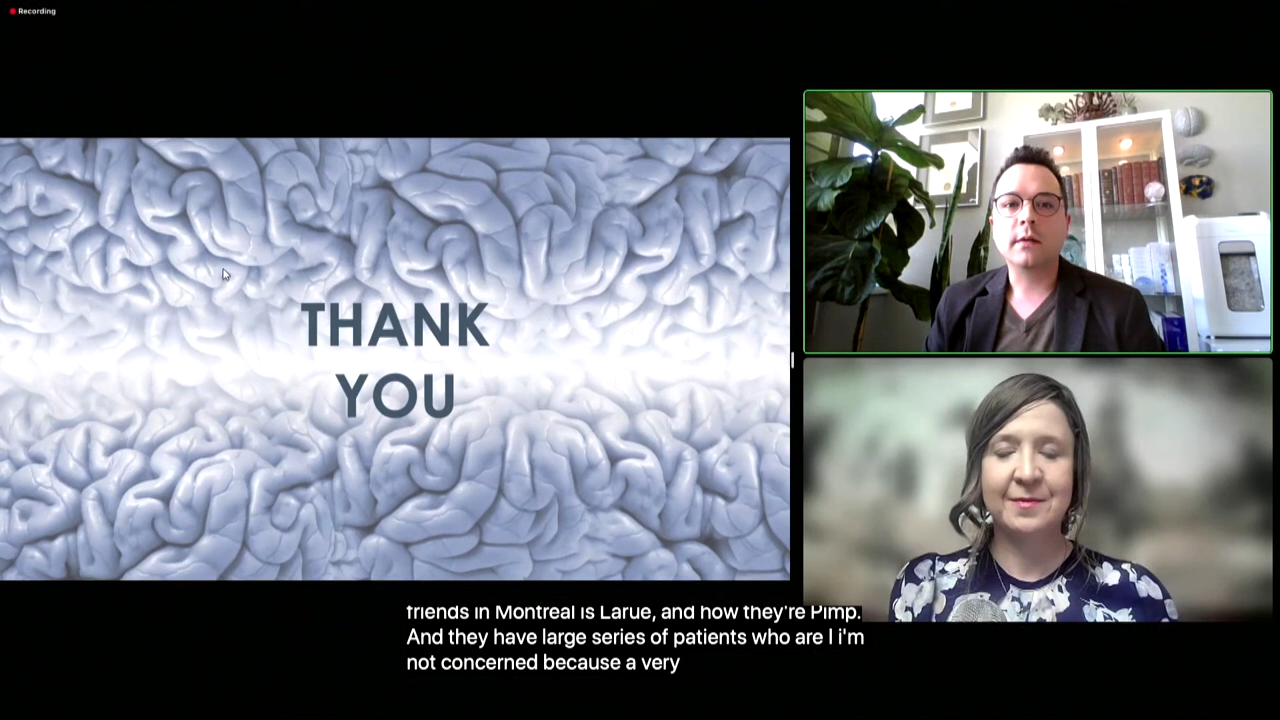 Recording
THANK
YOU
friends in Montreal is Larue, and how they're Pimp.
And they have large series of patients who are l i'm
not concerned because a very